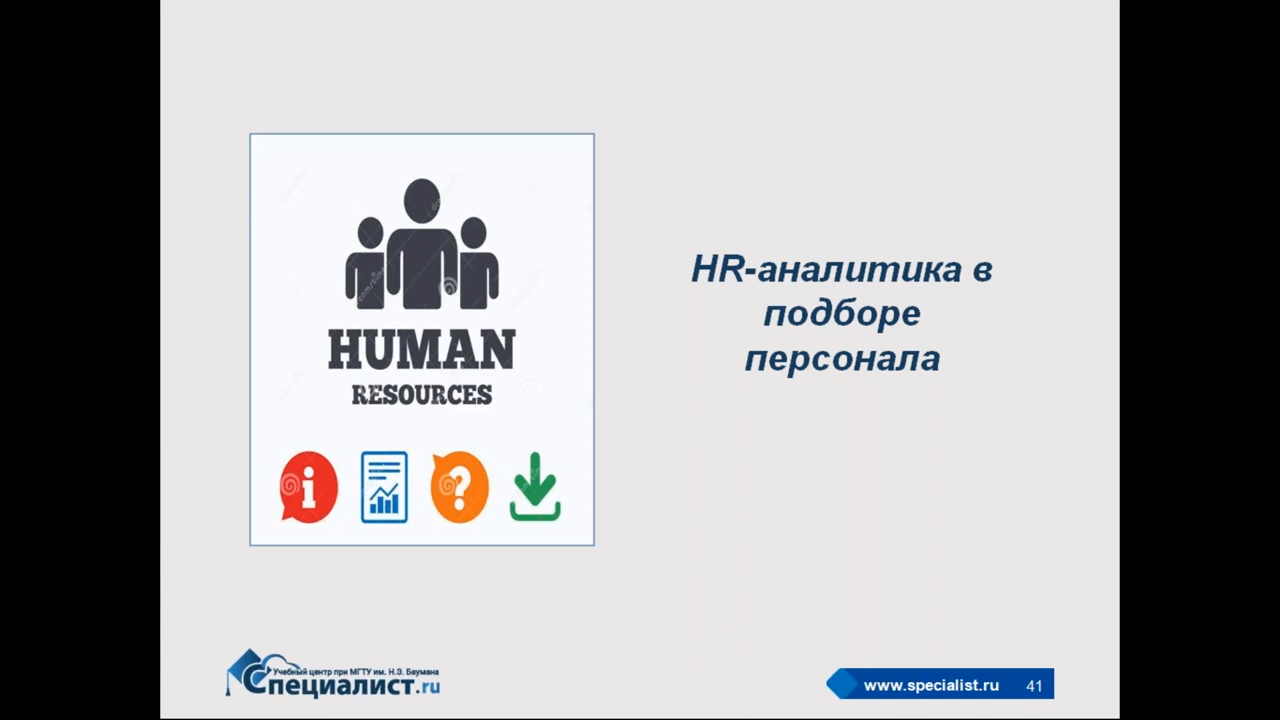 HUMAN
RESOURCES
HR-аналитика в
подборе
персонала
Учебный центр при МГТУ им. Н.Э. Баумана
Специалист.ru
www.specialist.ru 41